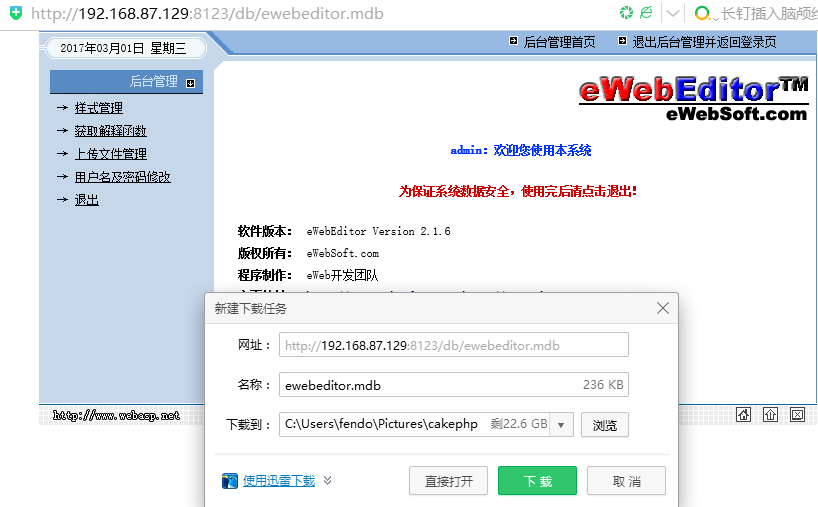 http://192.168.87.129:8123/db/ewebeditor.mdb
长钉插入脑颅
2017年03月01日 星期三
后台管理首页
退出后台管理并返回登录页
后台管理
→ 样式管理
→ 获取解释函数
→ 上传文件管理
→ 用户名及密码修改
→ 退出
eWebEditor™
eWebSoft.com
admin：欢迎您使用本系统
为保证系统数据安全，使用完后请点击退出！
软件版本： eWebEditor Version 2.1.6
版权所有： eWebSoft.com
程序制作： eWeb开发团队
新建下载任务
网址： http://192.168.87.129:8123/db/ewebeditor.mdb
名称： ewebeditor.mdb 236 KB
下载到： C:\Users\fendo\Pictures\cakephp 剩22.6 GB 浏览
使用迅雷下载
直接打开
下 载
取 消
http://www.webasp.net